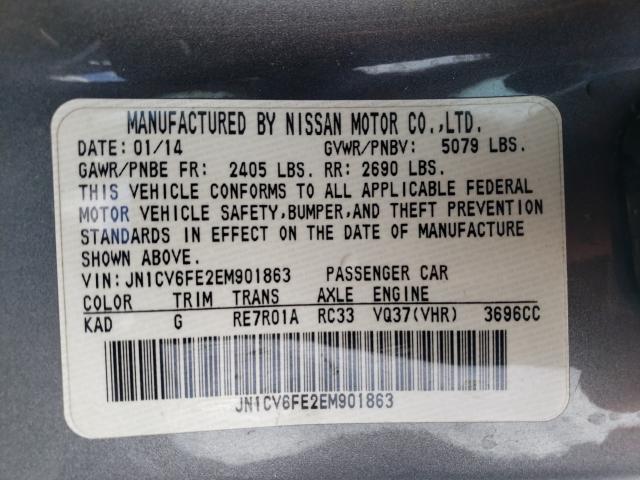 MANUFACTURED BY NISSAN MOTOR CO.,LTD.
DATE: 01/14 GVWR/PNBV: 5079 LBS.
GAWR/PNBE FR: 2405 LBS. RR: 2690 LBS.
THIS VEHICLE CONFORMS TO ALL APPLICABLE FEDERAL
MOTOR VEHICLE SAFETY,BUMPER,AND THEFT PREVENTION
STANDARDS IN EFFECT ON THE DATE OF MANUFACTURE
SHOWN ABOVE.
VIN:JN1CV6FE2EM901863 PASSENGER CAR
COLOR TRIM TRANS AXLE ENGINE
KAD G RE7R01A RC33 VQ37(VHR) 3696CC
JN1CV6FE2EM901863